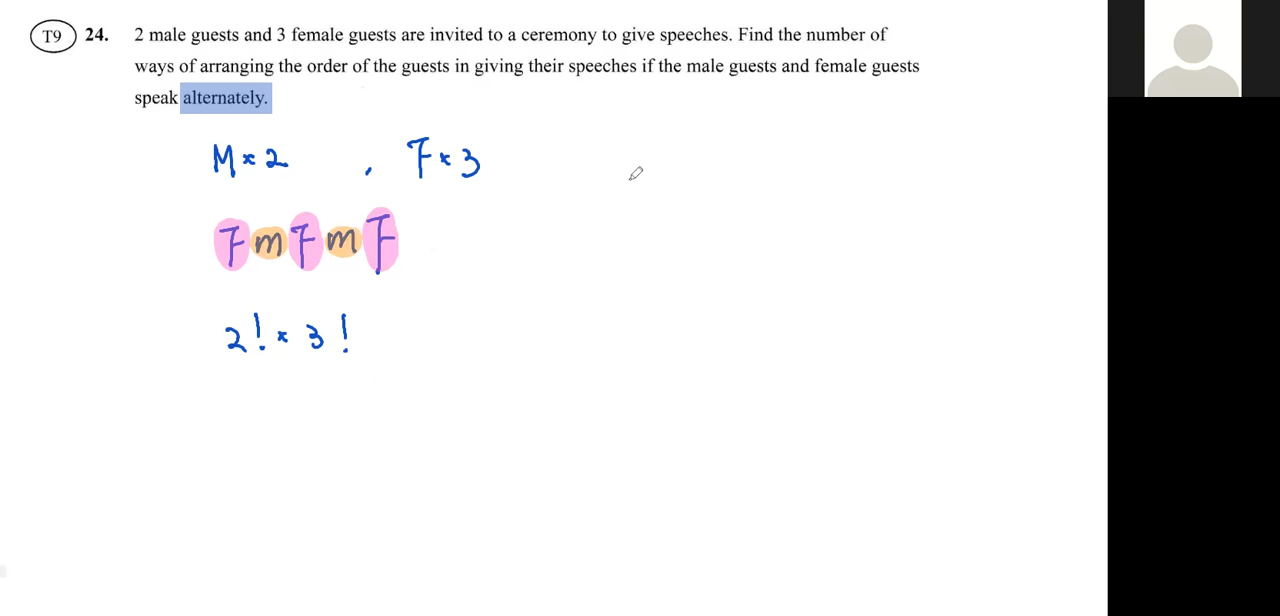 T9 24. 2 male guests and 3 female guests are invited to a ceremony to give speeches. Find the number of
ways of arranging the order of the guests in giving their speeches if the male guests and female guests
speak alternately.
M × 2 , F × 3
F m F m F
2! × 3!